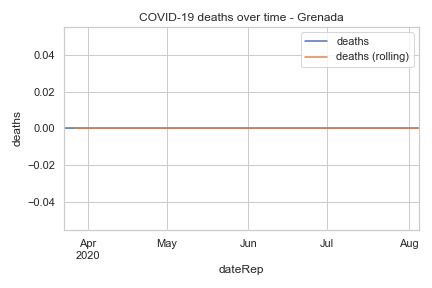 COVID-19 deaths over time - Grenada
deaths
deaths (rolling)
0.04
0.02
0.00
−0.02
−0.04
deaths
Apr
2020
May
Jun
Jul
Aug
dateRep